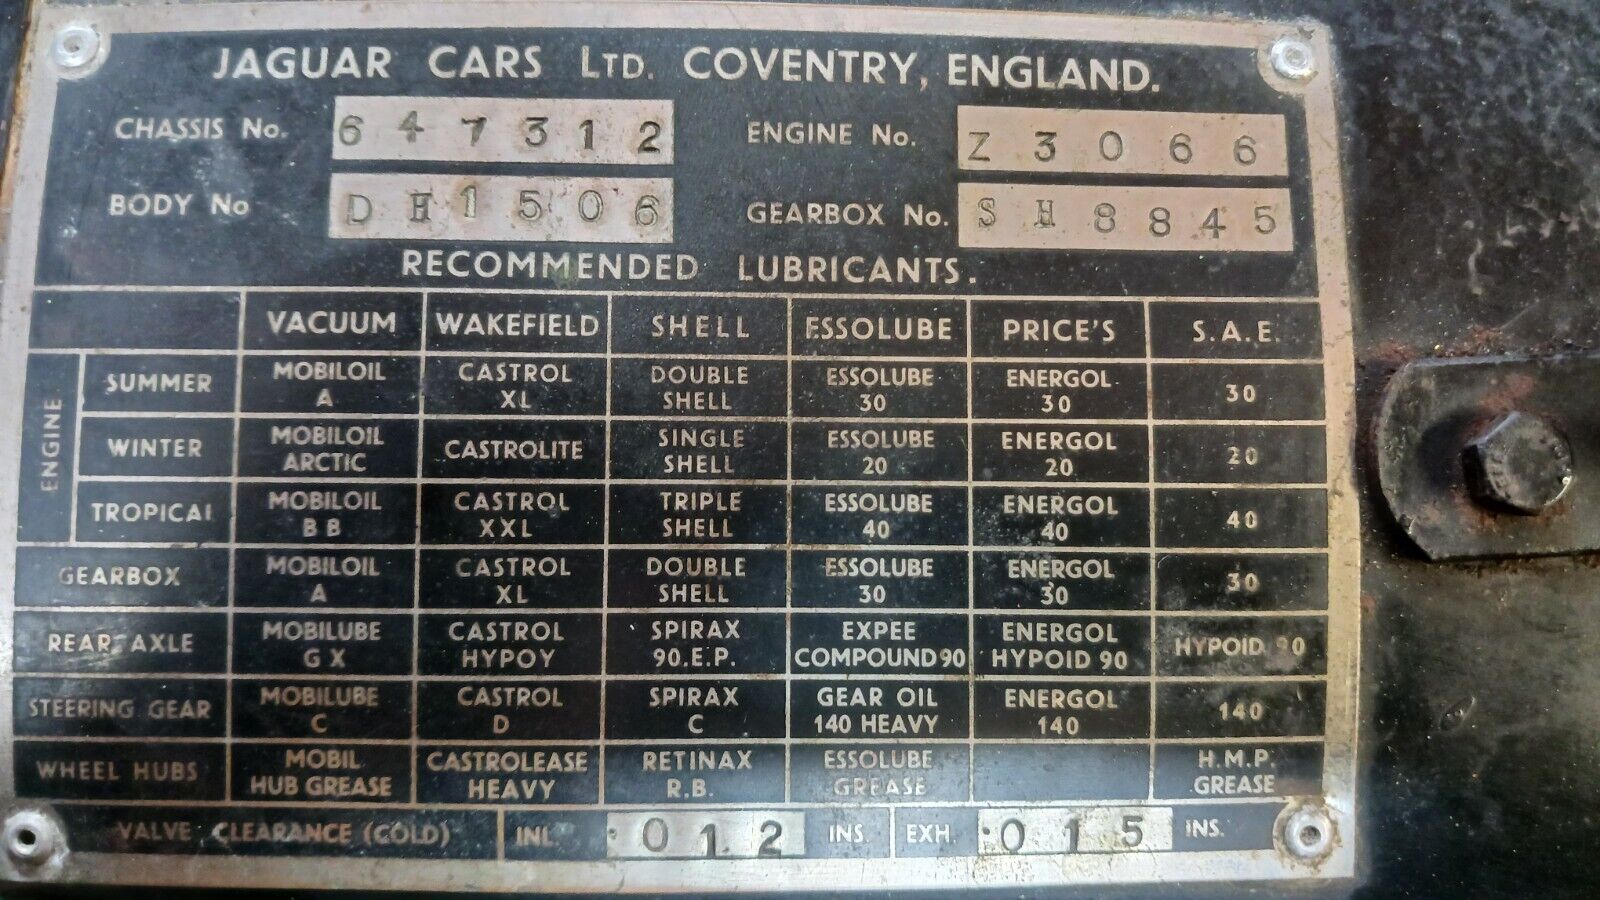 JAGUAR CARS LTD. COVENTRY, ENGLAND.
CHASSIS No. 647312 ENGINE No. Z3066
BODY No DH1506 GEARBOX No. SH8845
RECOMMENDED LUBRICANTS.
VACUUM WAKEFIELD SHELL ESSOLUBE PRICE'S S.A.E.
ENGINE
SUMMER MOBILOIL A CASTROL XL DOUBLE SHELL ESSOLUBE 30 ENERGOL 30 30
WINTER MOBILOIL ARCTIC CASTROLITE SINGLE SHELL ESSOLUBE 20 ENERGOL 20 20
TROPICAL MOBILOIL BB CASTROL XXL TRIPLE SHELL ESSOLUBE 40 ENERGOL 40 40
GEARBOX MOBILOIL A CASTROL XL DOUBLE SHELL ESSOLUBE 30 ENERGOL 30 30
REAR AXLE MOBILUBE GX CASTROL HYPOY SPIRAX 90.E.P. EXPEE COMPOUND 90 ENERGOL HYPOID 90 HYPOID 90
STEERING GEAR MOBILUBE C CASTROL D SPIRAX C GEAR OIL 140 HEAVY ENERGOL 140 140
WHEEL HUBS MOBIL HUB GREASE CASTROLEASE HEAVY RETINAX R.B. ESSOLUBE GREASE H.M.P. GREASE
VALVE CLEARANCE (COLD) INL. .012 INS. EXH. .015 INS.